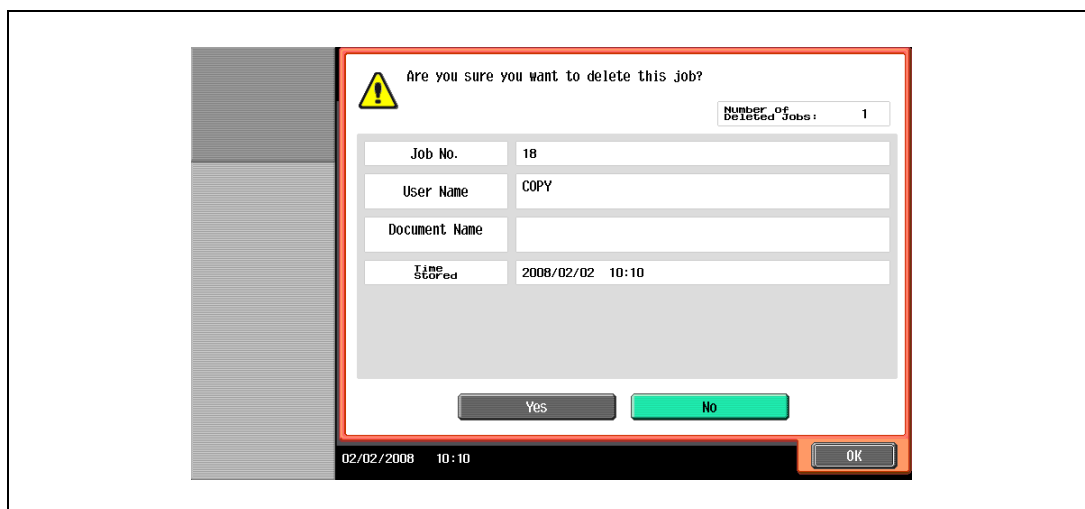 Are you sure you want to delete this job?
Number of
Deleted Jobs: 1
Job No. 18
User Name COPY
Document Name
Time
Stored 2008/02/02 10:10
Yes No
02/02/2008 10:10 OK